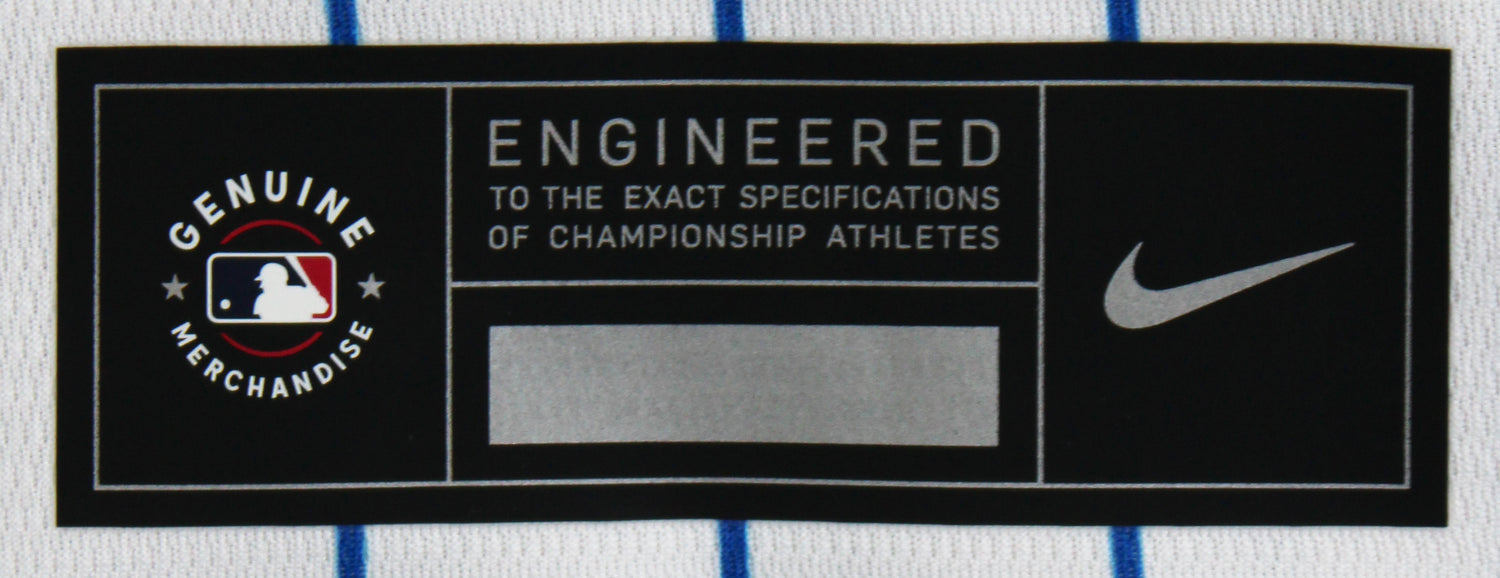 GENUINE
MERCHANDISE
ENGINEERED
TO THE EXACT SPECIFICATIONS
OF CHAMPIONSHIP ATHLETES